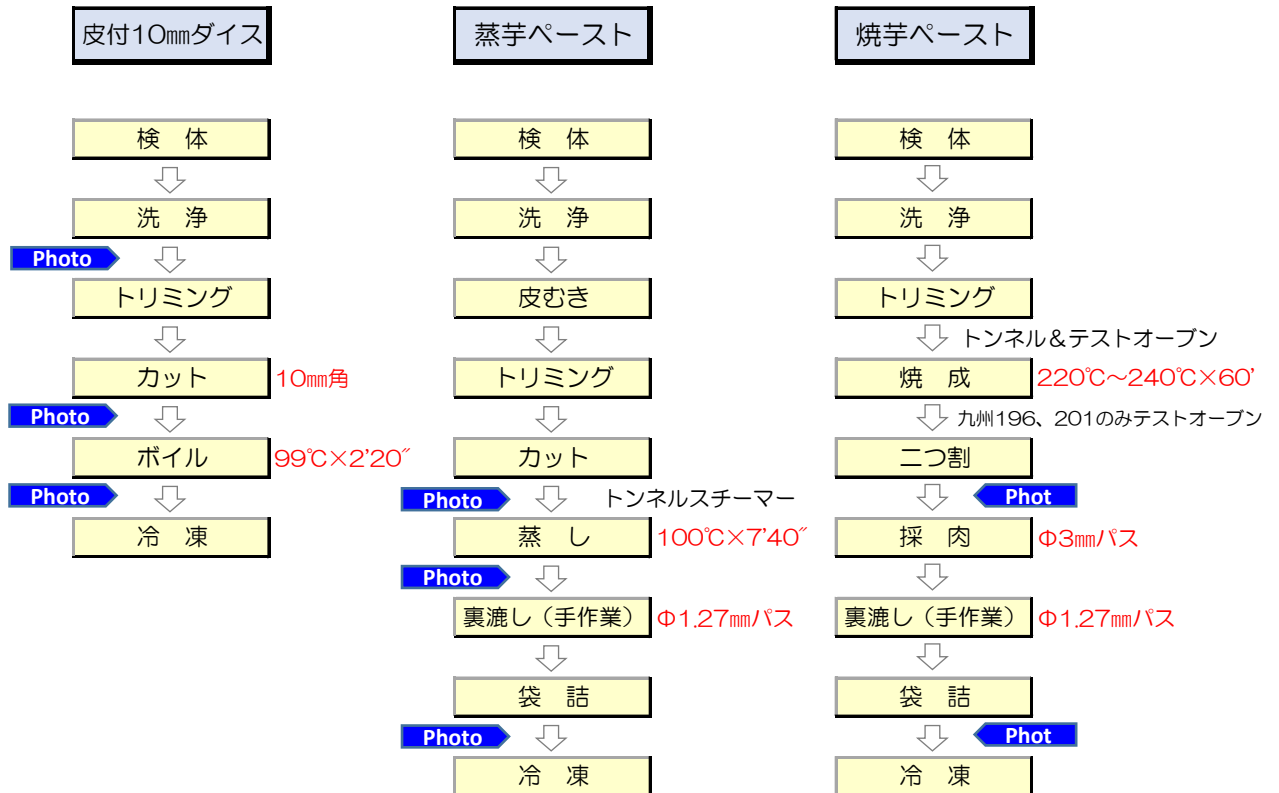 皮付10㎜ダイス
検 体
洗 浄
Photo
トリミング
カット 10㎜角
Photo
ボイル 99℃×2’20″
Photo
冷 凍
蒸芋ペースト
検 体
洗 浄
皮むき
トリミング
カット
Photo トンネルスチーマー
蒸 し 100℃×7’40″
Photo
裏漉し（手作業） Φ1.27㎜パス
袋 詰
Photo
冷 凍
焼芋ペースト
検 体
洗 浄
トリミング
トンネル＆テストオーブン
焼 成 220℃～240℃×60’
九州196、201のみテストオーブン
二つ割
Phot
採 肉 Φ3㎜パス
裏漉し（手作業） Φ1.27㎜パス
袋 詰
Phot
冷 凍